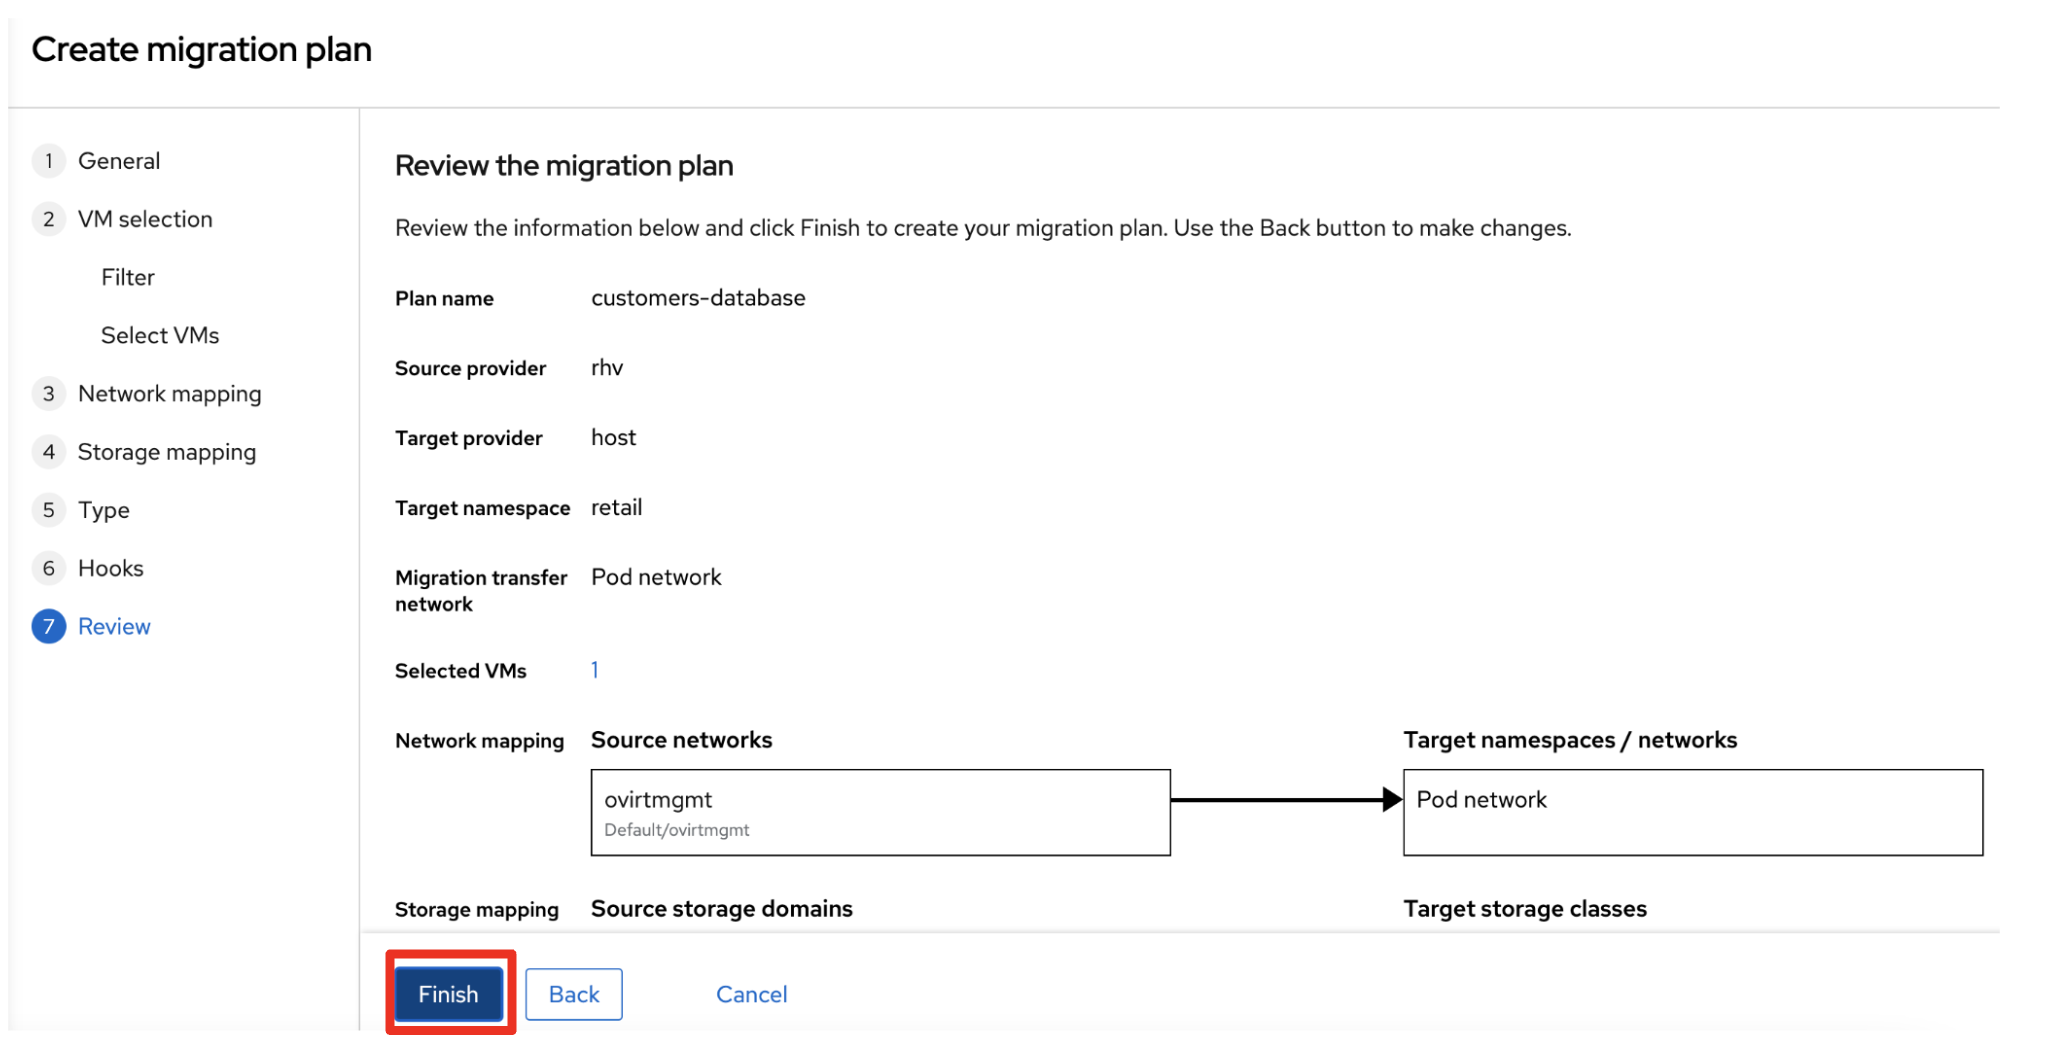 Create migration plan
1 General
2 VM selection
Filter
Select VMs
3 Network mapping
4 Storage mapping
5 Type
6 Hooks
7 Review
Review the migration plan
Review the information below and click Finish to create your migration plan. Use the Back button to make changes.
Plan name customers-database
Source provider rhv
Target provider host
Target namespace retail
Migration transfer network Pod network
Selected VMs 1
Network mapping Source networks Target namespaces / networks
ovirtmgmt Pod network
Default/ovirtmgmt
Storage mapping Source storage domains Target storage classes
Finish Back Cancel